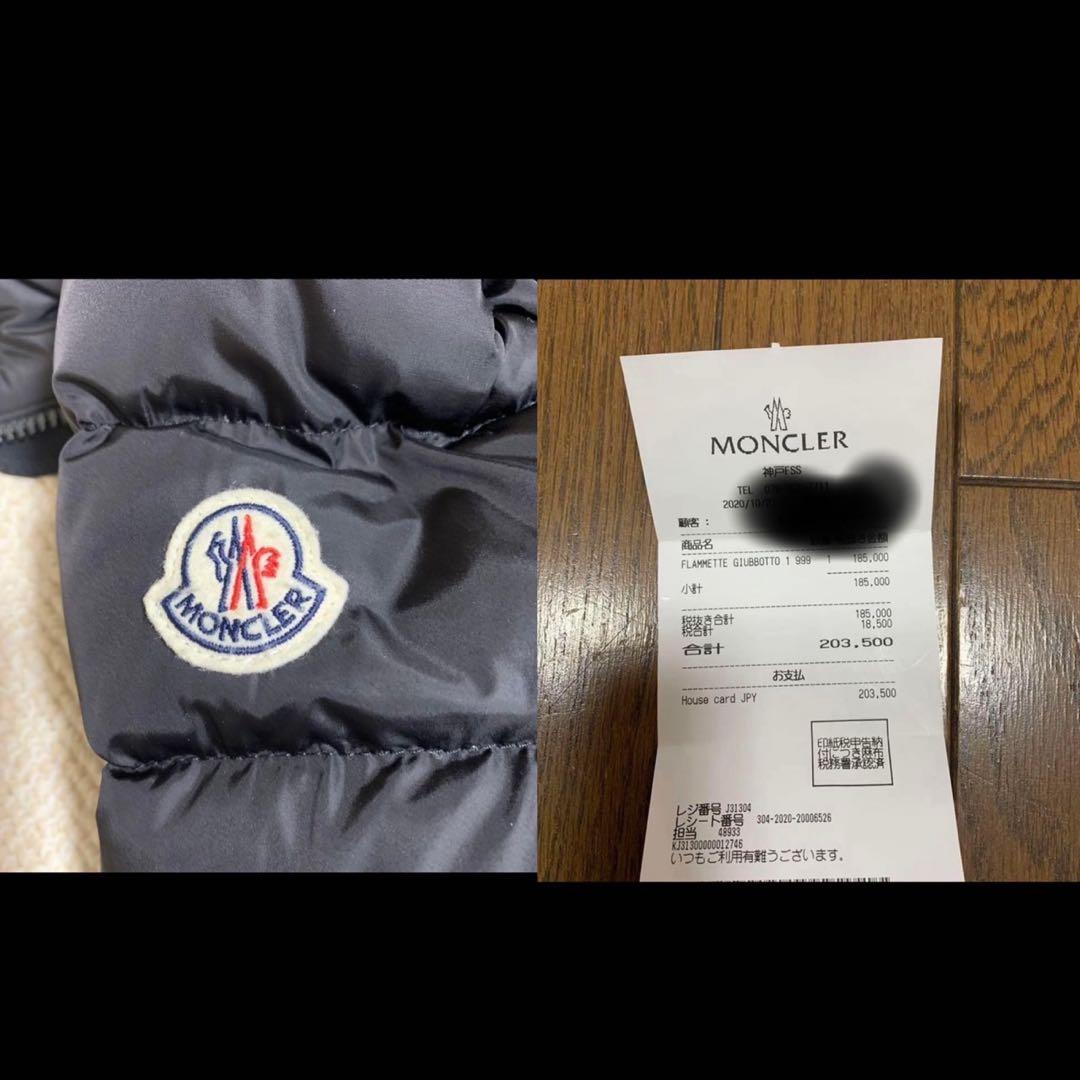 MONCLER
MONCLER
神戸FSS
TEL
2020/10/
顧客：
商品名
FLAMMETTE GIUBBOTTO 1 999 1 185,000
小計 185,000
税抜き合計 185,000
税合計 18,500
合計 203,500
お支払
House card JPY 203,500
印紙税申告納
付につき麻布
税務署承認済
レジ番号 J31304
レシート番号 304-2020-20006526
担当 48933
KJ31300000012746
いつもご利用有難うございます。